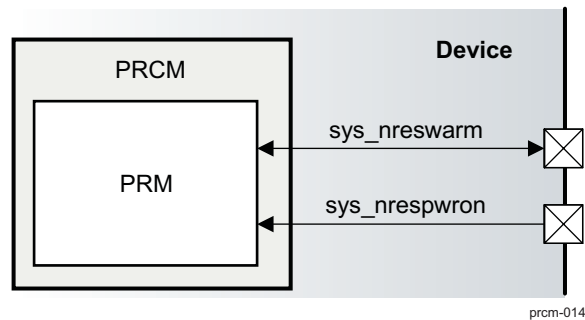 Device
PRCM
sys_nreswarm
PRM
sys_nrespwron
prcm-014